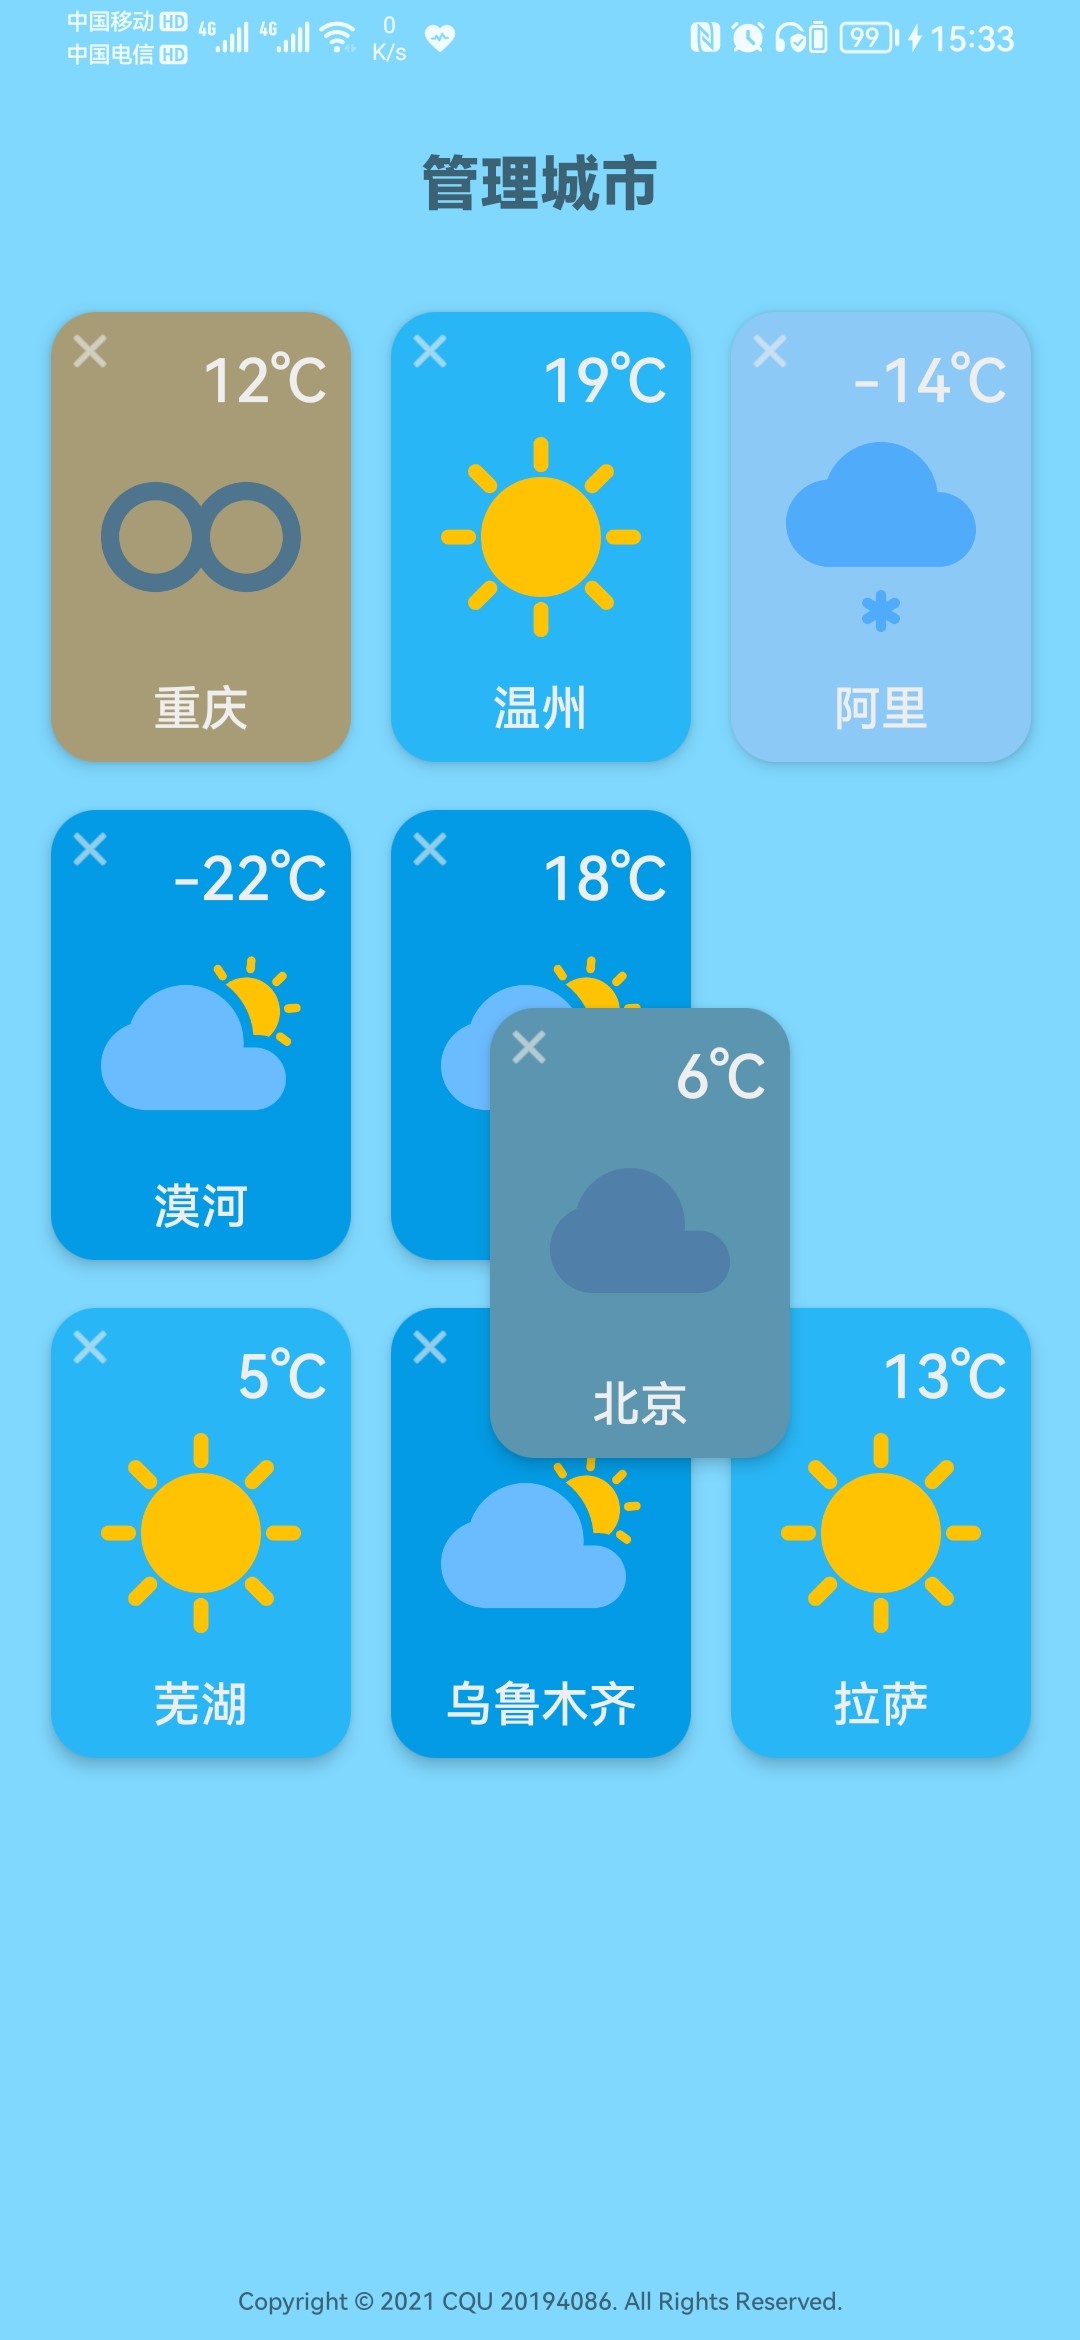 中国移动 HD 4G 4G 0 K/s 99 15:33
中国电信 HD
管理城市
12℃ 19℃ -14℃
重庆 温州 阿里
-22℃ 18℃
6℃
漠河
北京
5℃ 13℃
芜湖 乌鲁木齐 拉萨
Copyright © 2021 CQU 20194086. All Rights Reserved.